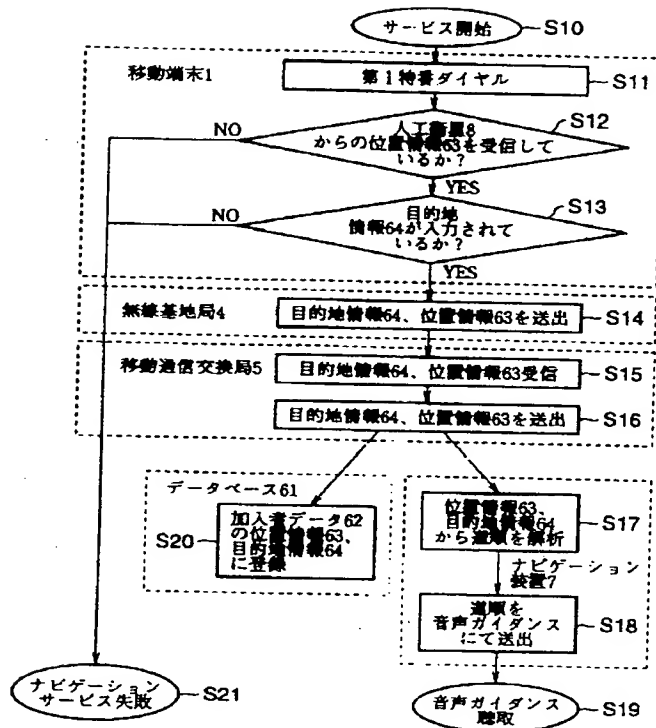 サービス開始
S10
移動端末1
第1特番ダイヤル
S11
人工衛星8
からの位置情報63を受信して
いるか?
S12
NO
YES
目的地
情報64が入力されて
いるか?
S13
NO
YES
無線基地局4
目的地情報64、位置情報63を送出
S14
移動通信交換局5
目的地情報64、位置情報63受信
S15
目的地情報64、位置情報63を送出
S16
データベース61
加入者データ62
の位置情報63、
目的地情報64
に登録
S20
位置情報63、
目的地情報64
から道順を解析
S17
ナビゲーション
装置7
道順を
音声ガイダンス
にて送出
S18
ナビゲーション
サービス失敗
S21
音声ガイダンス
聴取
S19